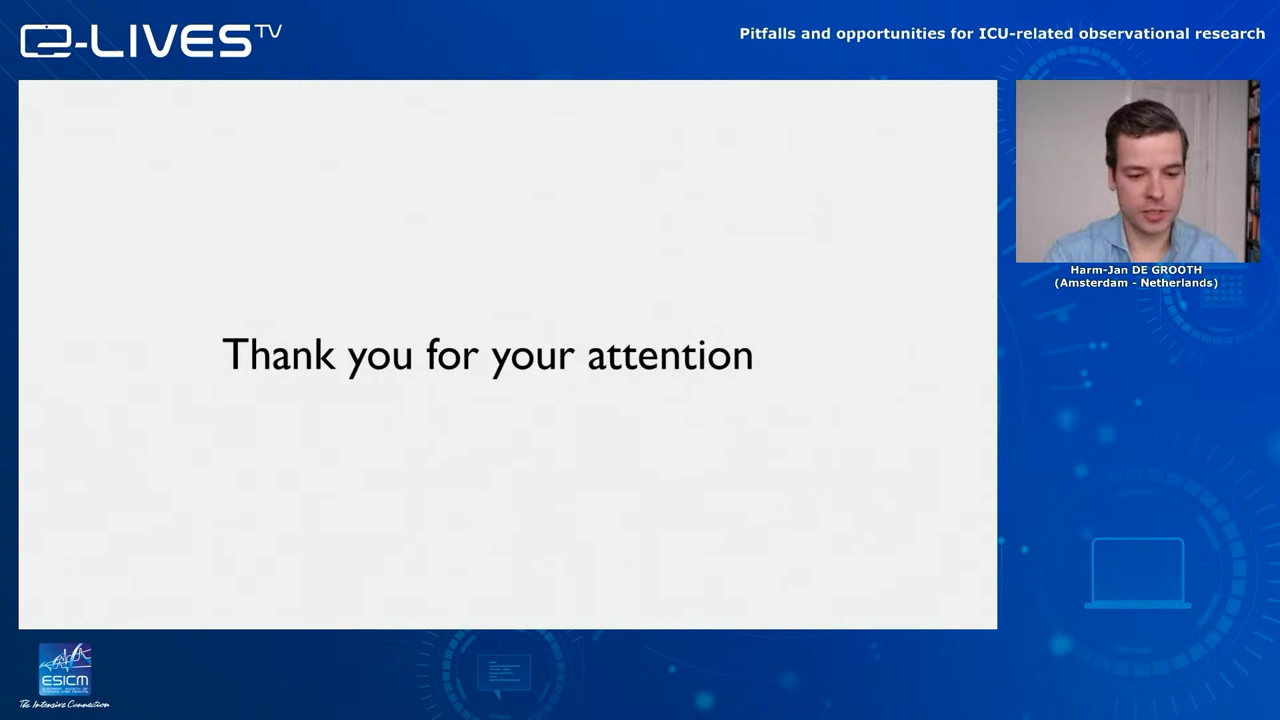 e-LIVES TV
Pitfalls and opportunities for ICU-related observational research
Harm-Jan DE GROOTH
(Amsterdam - Netherlands)
Thank you for your attention
ESICM
The Intensive Connection